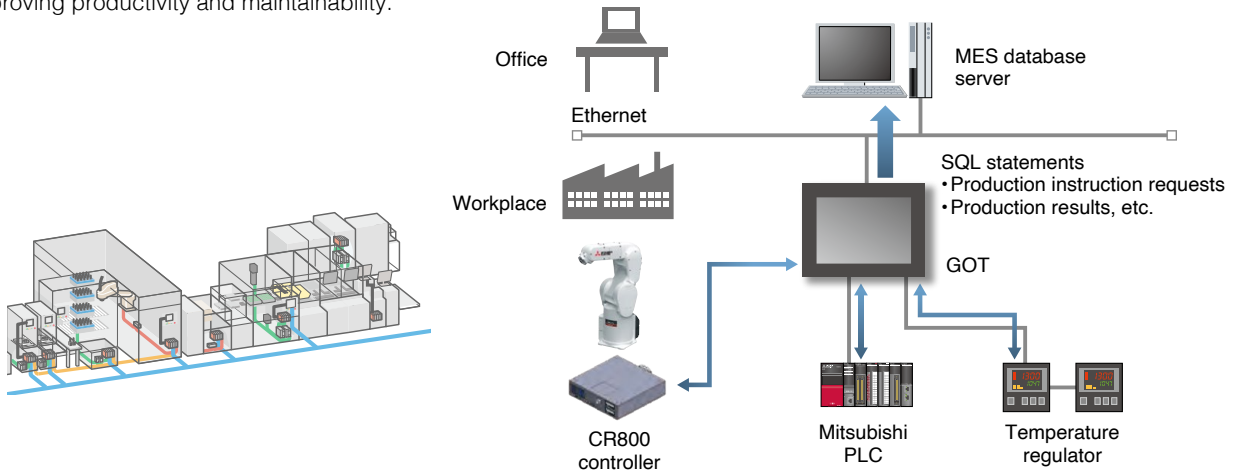 proving productivity and maintainability.
Office
MES database
server
Ethernet
SQL statements
・Production instruction requests
・Production results, etc.
Workplace
GOT
CR800
controller
Mitsubishi
PLC
Temperature
regulator